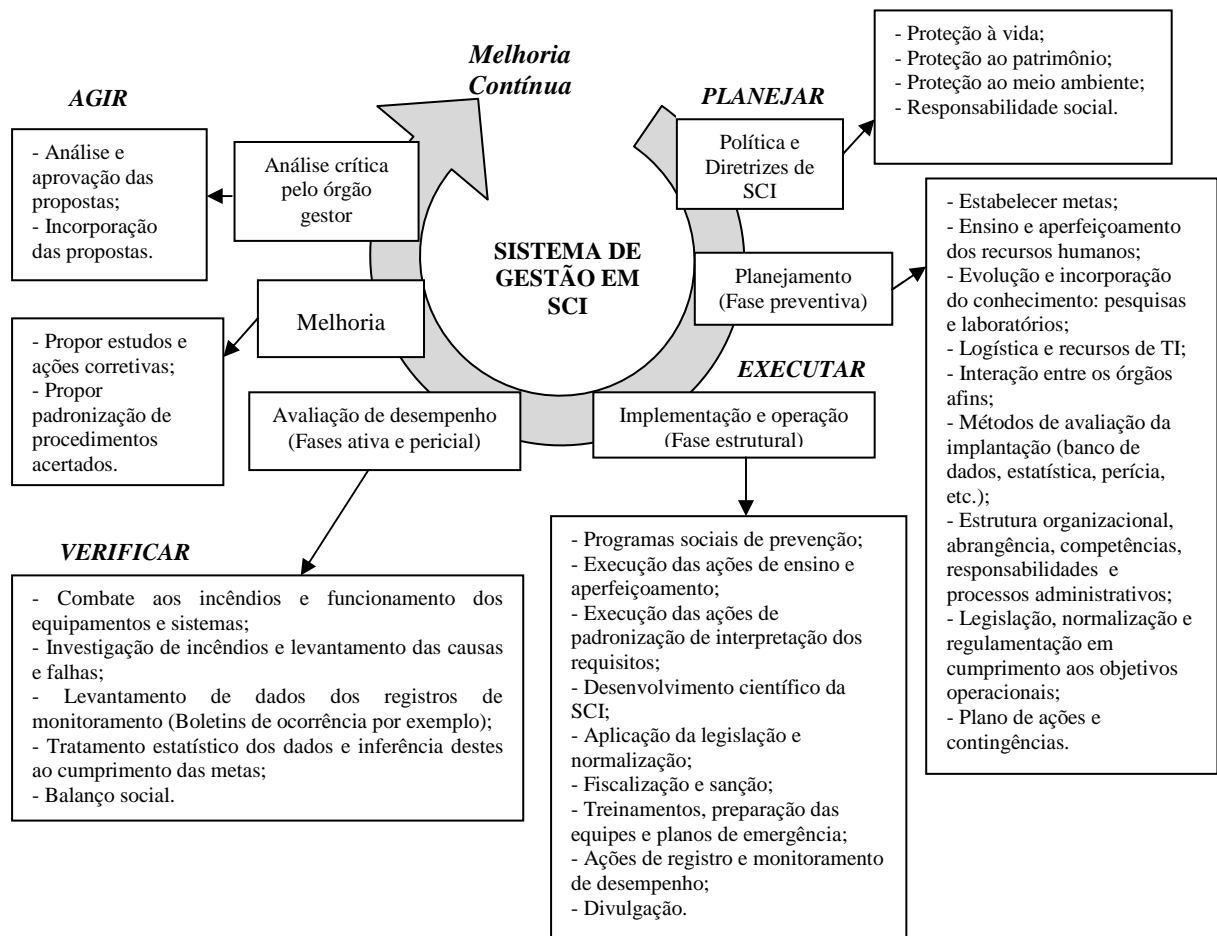 Melhoria
Contínua
AGIR
PLANEJAR
- Proteção à vida;
- Proteção ao patrimônio;
- Proteção ao meio ambiente;
- Responsabilidade social.
- Análise e
aprovação das
propostas;
- Incorporação
das propostas.
Análise crítica
pelo órgão
gestor
Política e
Diretrizes de
SCI
SISTEMA DE
GESTÃO EM
SCI
Planejamento
(Fase preventiva)
- Estabelecer metas;
- Ensino e aperfeiçoamento
dos recursos humanos;
- Evolução e incorporação
do conhecimento: pesquisas
e laboratórios;
- Logística e recursos de TI;
- Interação entre os órgãos
afins;
- Métodos de avaliação da
implantação (banco de
dados, estatística, perícia,
etc.);
- Estrutura organizacional,
abrangência, competências,
responsabilidades e
processos administrativos;
- Legislação, normalização e
regulamentação em
cumprimento aos objetivos
operacionais;
- Plano de ações e
contingências.
Melhoria
- Propor estudos e
ações corretivas;
- Propor
padronização de
procedimentos
acertados.
EXECUTAR
Avaliação de desempenho
(Fases ativa e pericial)
Implementação e operação
(Fase estrutural)
VERIFICAR
- Combate aos incêndios e funcionamento dos
equipamentos e sistemas;
- Investigação de incêndios e levantamento das causas
e falhas;
- Levantamento de dados dos registros de
monitoramento (Boletins de ocorrência por exemplo);
- Tratamento estatístico dos dados e inferência destes
ao cumprimento das metas;
- Balanço social.
- Programas sociais de prevenção;
- Execução das ações de ensino e
aperfeiçoamento;
- Execução das ações de
padronização de interpretação dos
requisitos;
- Desenvolvimento científico da
SCI;
- Aplicação da legislação e
normalização;
- Fiscalização e sanção;
- Treinamentos, preparação das
equipes e planos de emergência;
- Ações de registro e monitoramento
de desempenho;
- Divulgação.